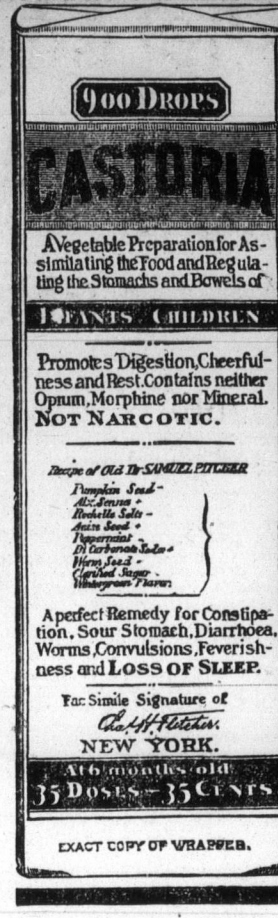 900 DROPS
CASTORIA
A Vegetable Preparation for As-
similating the Food and Regula-
ting the Stomachs and Bowels of
INFANTS CHILDREN
Promotes Digestion, Cheerful-
ness and Rest. Contains neither
Opium, Morphine nor Mineral.
NOT NARCOTIC.
Recipe of Old Dr SAMUEL PITCHER
Pumpkin Seed -
Alx. Senna +
Rochelle Salts -
Anise Seed +
Peppermint -
Di Carbonate Soda +
Worm Seed -
Clarified Sugar -
Wintergreen Flavor.
A perfect Remedy for Constipa-
tion, Sour Stomach, Diarrhoea,
Worms, Convulsions, Feverish-
ness and LOSS OF SLEEP.
Fac Simile Signature of
Chas. H. Fletcher.
NEW YORK.
At 6 months old
35 DOSES – 35 CENTS
EXACT COPY OF WRAPPER.